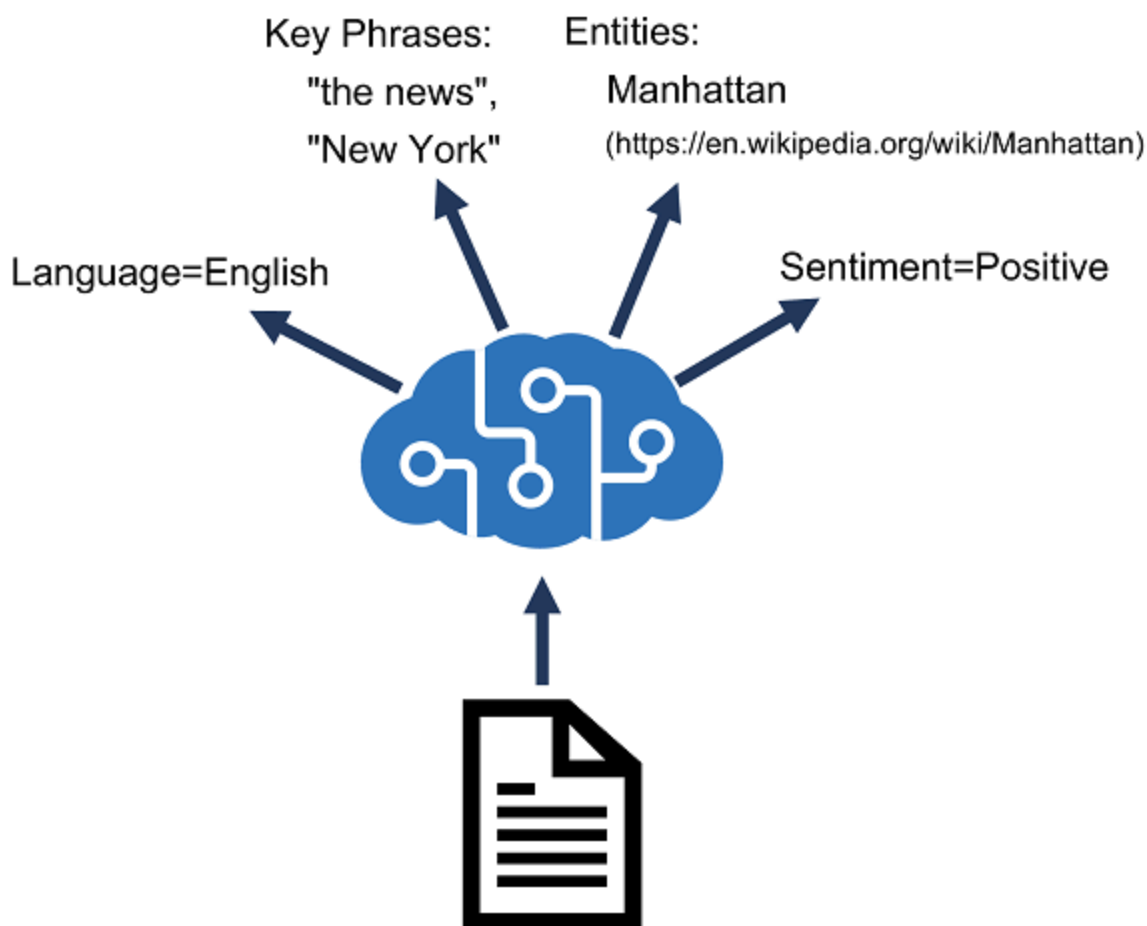 Key Phrases:
"the news",
"New York"
Entities:
Manhattan
(https://en.wikipedia.org/wiki/Manhattan)
Language=English
Sentiment=Positive